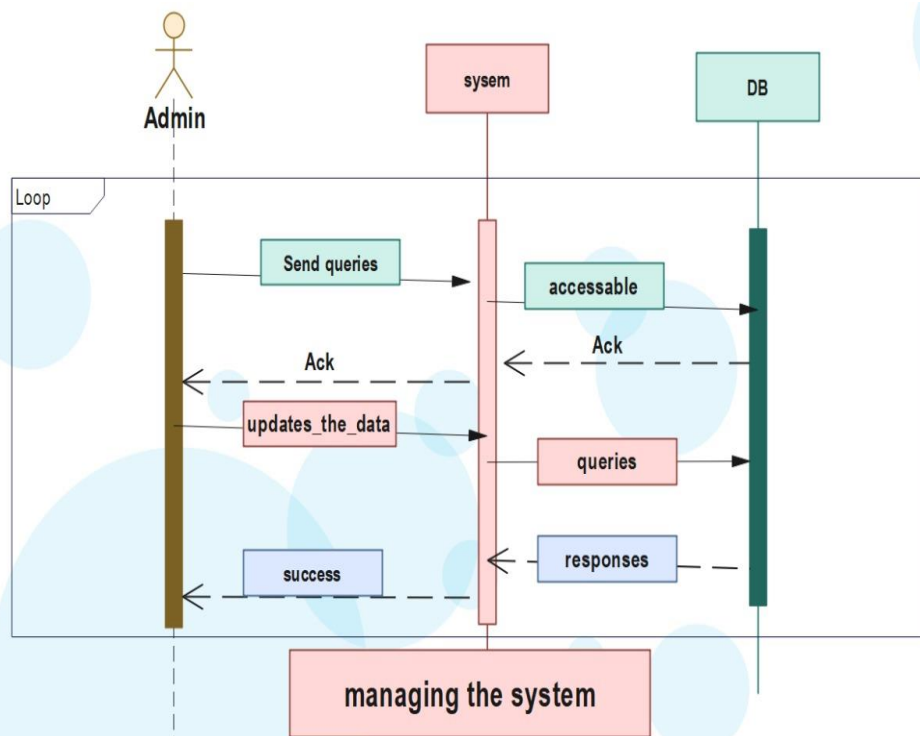 Admin
sysem
DB
Loop
Send queries
accessable
Ack
Ack
updates_the_data
queries
responses
success
managing the system